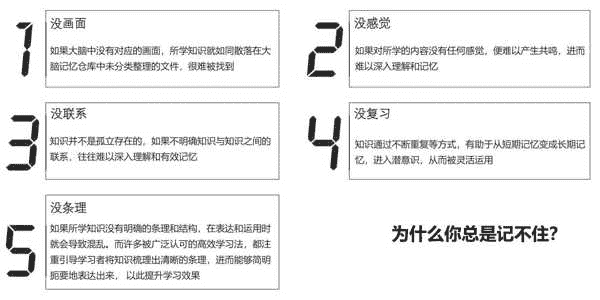 1
没画面
如果大脑中没有对应的画面，所学知识就如同散落在大
脑记忆仓库中未分类整理的文件，很难被找到
2
没感觉
如果对所学的内容没有任何感觉，便难以产生共鸣，进而
难以深入理解和记忆
3
没联系
知识并不是孤立存在的，如果不明确知识与知识之间的
联系，往往难以深入理解和有效记忆
4
没复习
知识通过不断重复等方式，有助于从短期记忆变成长期记
忆，进入潜意识，从而被灵活运用
5
没条理
如果所学知识没有明确的条理和结构，在表达和运用时
就会导致混乱。而许多被广泛认可的高效学习法，都注
重引导学习者将知识梳理出清晰的条理，进而能够简明
扼要地表达出来， 以此提升学习效果
为什么你总是记不住？